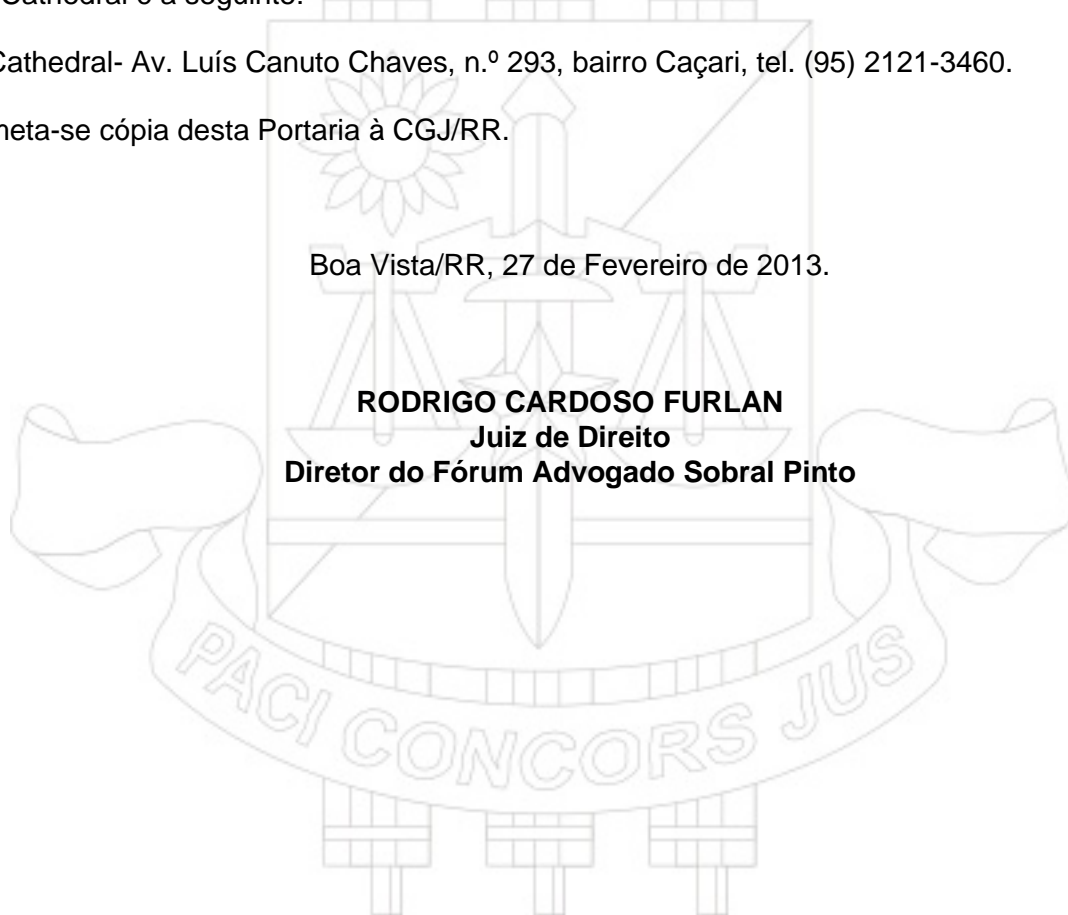 Cathedral é a seguinte:
Cathedral- Av. Luís Canuto Chaves, n.º 293, bairro Caçari, tel. (95) 2121-3460.
meta-se cópia desta Portaria à CGJ/RR.
Boa Vista/RR, 27 de Fevereiro de 2013.
RODRIGO CARDOSO FURLAN
Juiz de Direito
Diretor do Fórum Advogado Sobral Pinto
PACI CONCORS JUS